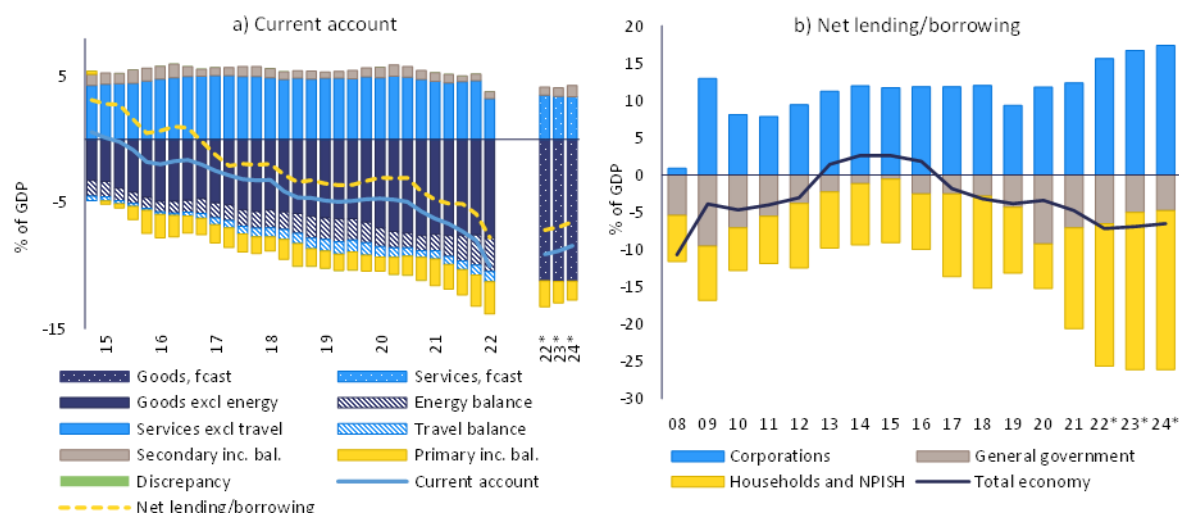 a) Current account
% of GDP
5
-5
-15
15 16 17 18 19 20 21 22 22* 23* 24*
Goods, fcast
Services, fcast
Goods excl energy
Energy balance
Services excl travel
Travel balance
Secondary inc. bal.
Primary inc. bal.
Discrepancy
Current account
Net lending/borrowing
b) Net lending/borrowing
% of GDP
20
15
10
5
0
-5
-10
-15
-20
-25
-30
08 09 10 11 12 13 14 15 16 17 18 19 20 21 22* 23* 24*
Corporations
General government
Households and NPISH
Total economy